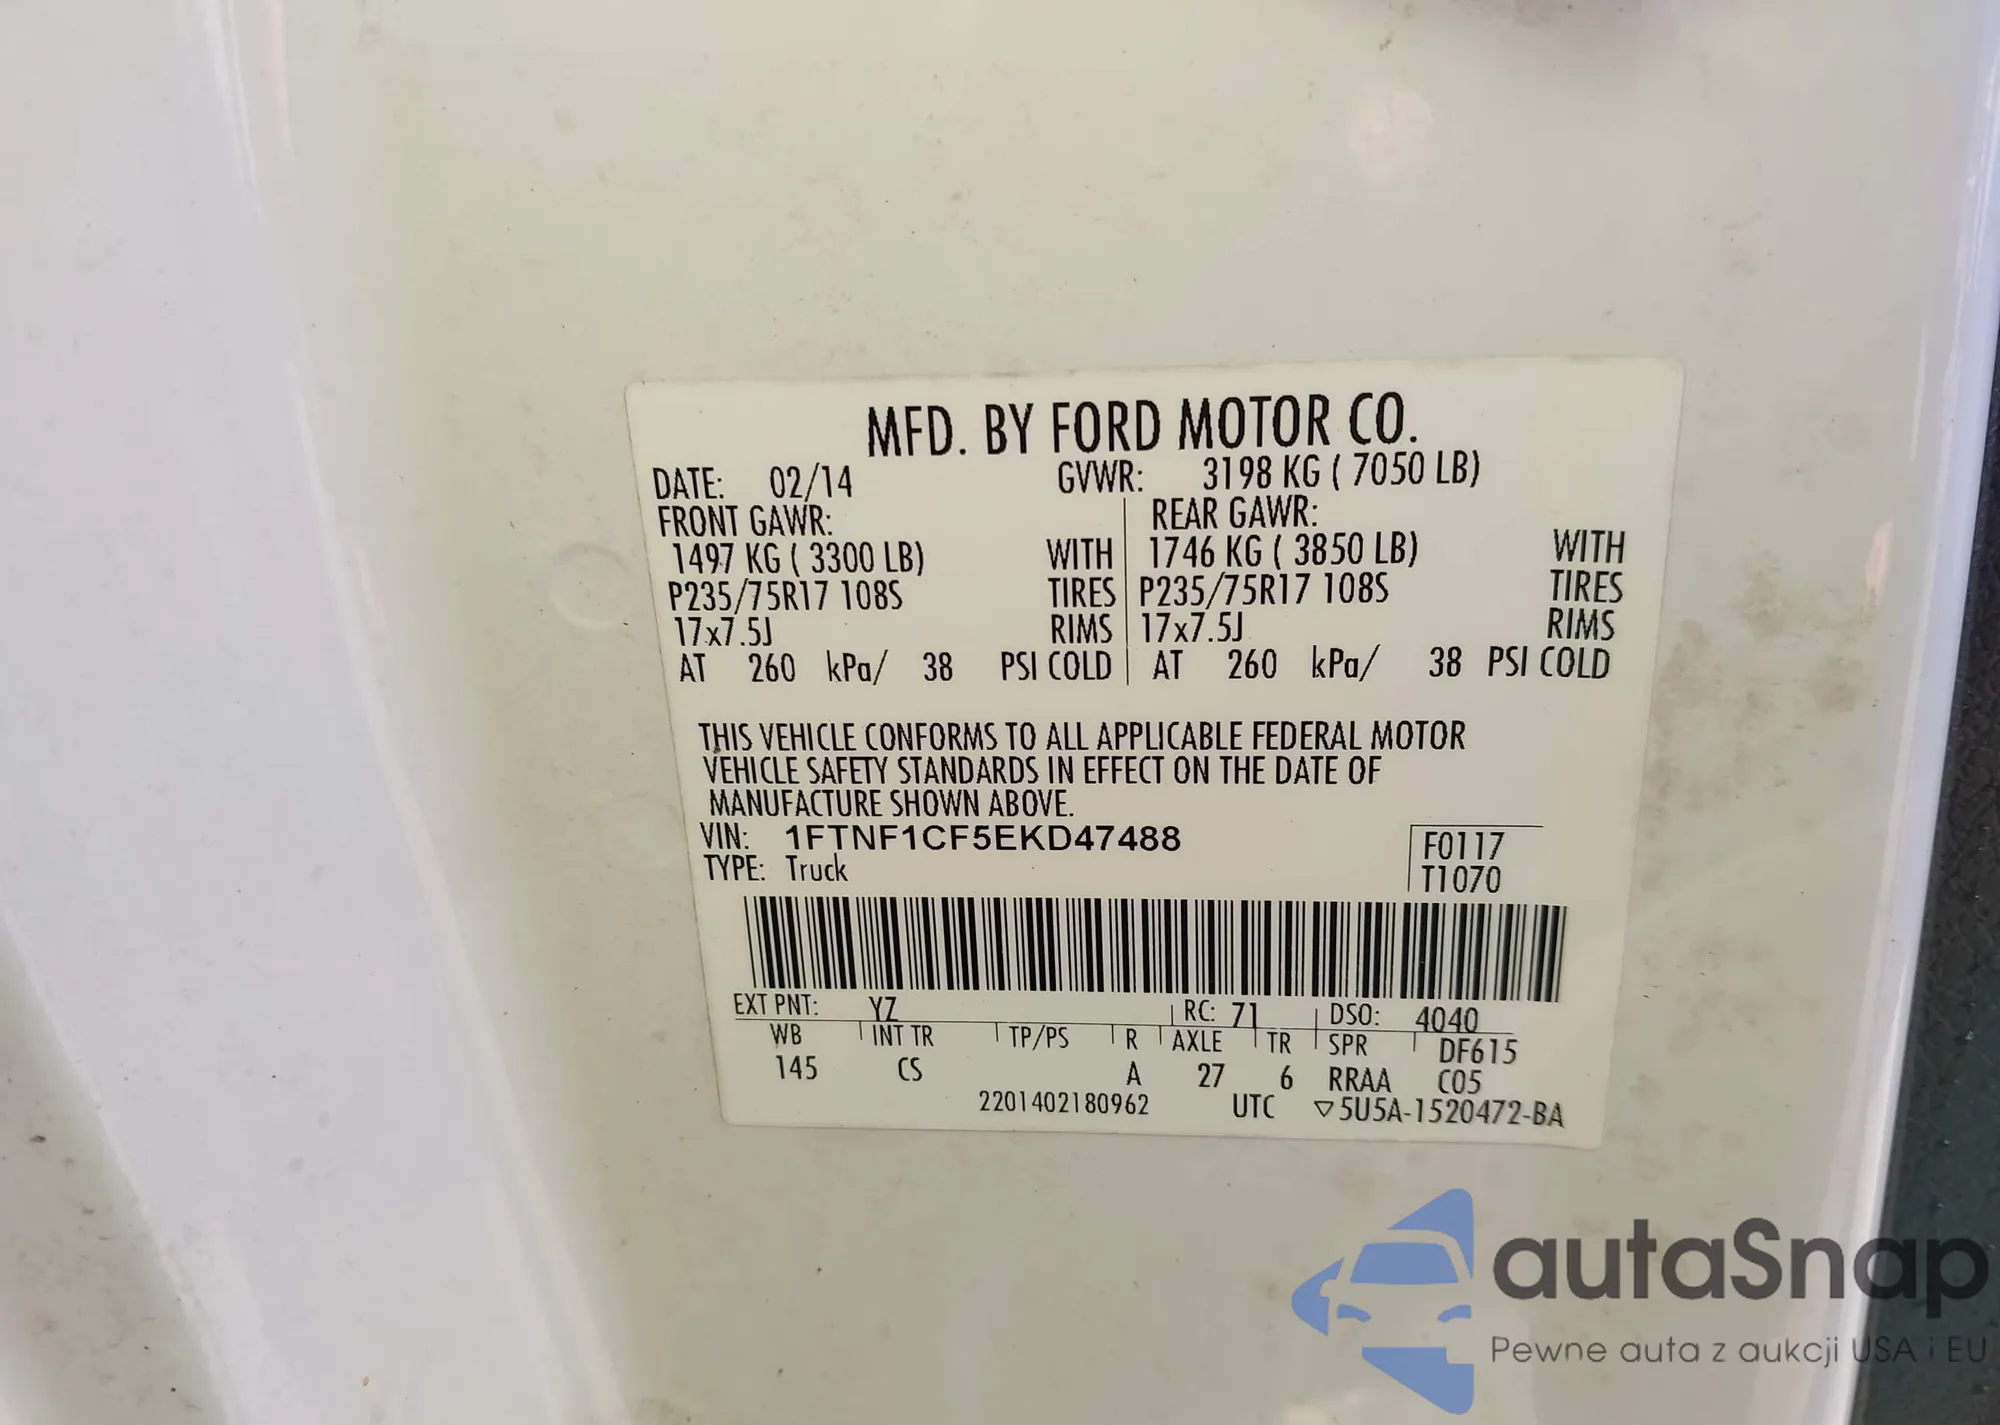 MFD. BY FORD MOTOR CO.
DATE: 02/14 GVWR: 3198 KG ( 7050 LB)
FRONT GAWR: REAR GAWR:
1497 KG ( 3300 LB) WITH 1746 KG ( 3850 LB) WITH
P235/75R17 108S TIRES P235/75R17 108S TIRES
17x7.5J RIMS 17x7.5J RIMS
AT 260 kPa/ 38 PSI COLD AT 260 kPa/ 38 PSI COLD
THIS VEHICLE CONFORMS TO ALL APPLICABLE FEDERAL MOTOR
VEHICLE SAFETY STANDARDS IN EFFECT ON THE DATE OF
MANUFACTURE SHOWN ABOVE.
VIN: 1FTNF1CF5EKD47488 F0117
TYPE: Truck T1070
EXT PNT: YZ RC: 71 DSO: 4040
WB INT TR TP/PS R AXLE TR SPR DF615
145 CS A 27 6 RRAA C05
2201402180962 UTC ▽5U5A-1520472-BA
autaSnap
Pewne auta z aukcji USA i EU